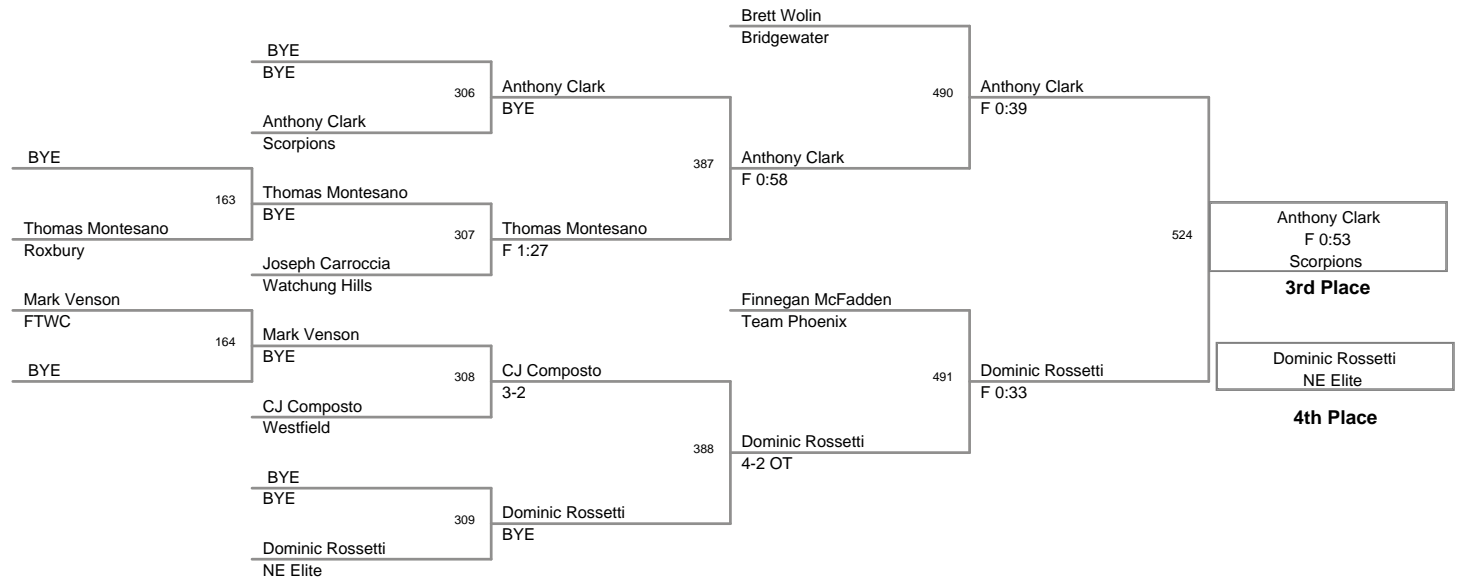 BYE
Thomas Montesano
Roxbury
Mark Venson
FTWC
BYE
163
164
BYE
BYE
Anthony Clark
Scorpions
Thomas Montesano
BYE
Joseph Carroccia
Watchung Hills
Mark Venson
BYE
CJ Composto
Westfield
BYE
BYE
Dominic Rossetti
NE Elite
306
307
308
309
Anthony Clark
BYE
Thomas Montesano
F 1:27
CJ Composto
3-2
Dominic Rossetti
BYE
387
388
Brett Wolin
Bridgewater
Anthony Clark
F 0:58
Finnegan McFadden
Team Phoenix
Dominic Rossetti
4-2 OT
490
491
Anthony Clark
F 0:39
Dominic Rossetti
F 0:33
524
Anthony Clark
F 0:53
Scorpions
3rd Place
Dominic Rossetti
NE Elite
4th Place